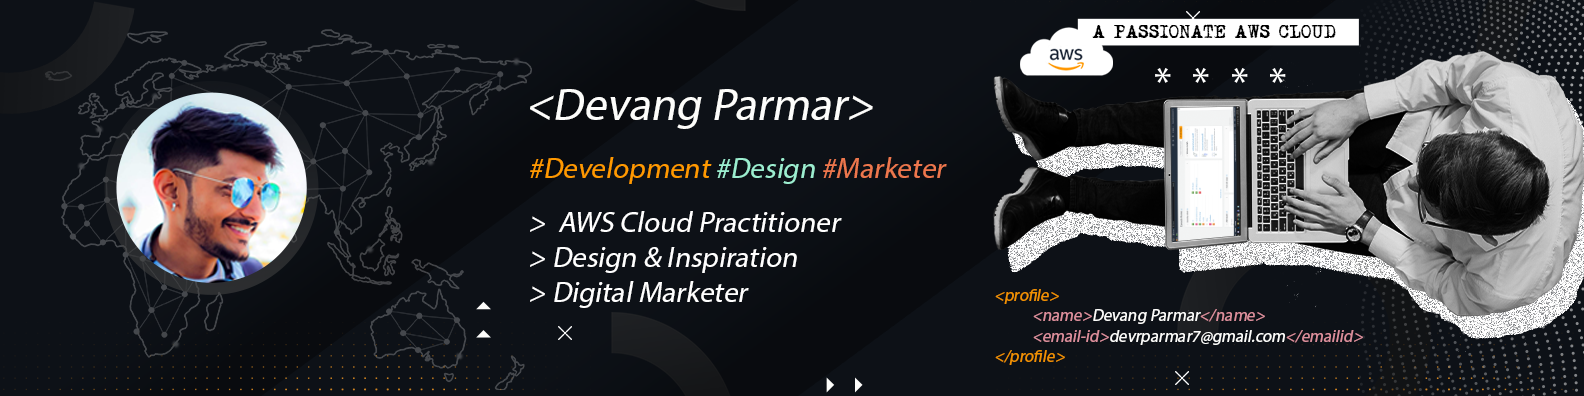 <Devang Parmar>
#Development #Design #Marketer
> AWS Cloud Practitioner
> Design & Inspiration
> Digital Marketer
A PASSIONATE AWS CLOUD
aws
* * * *
<profile>
<name>Devang Parmar</name>
<email-id>devrparmar7@gmail.com</emailid>
</profile>